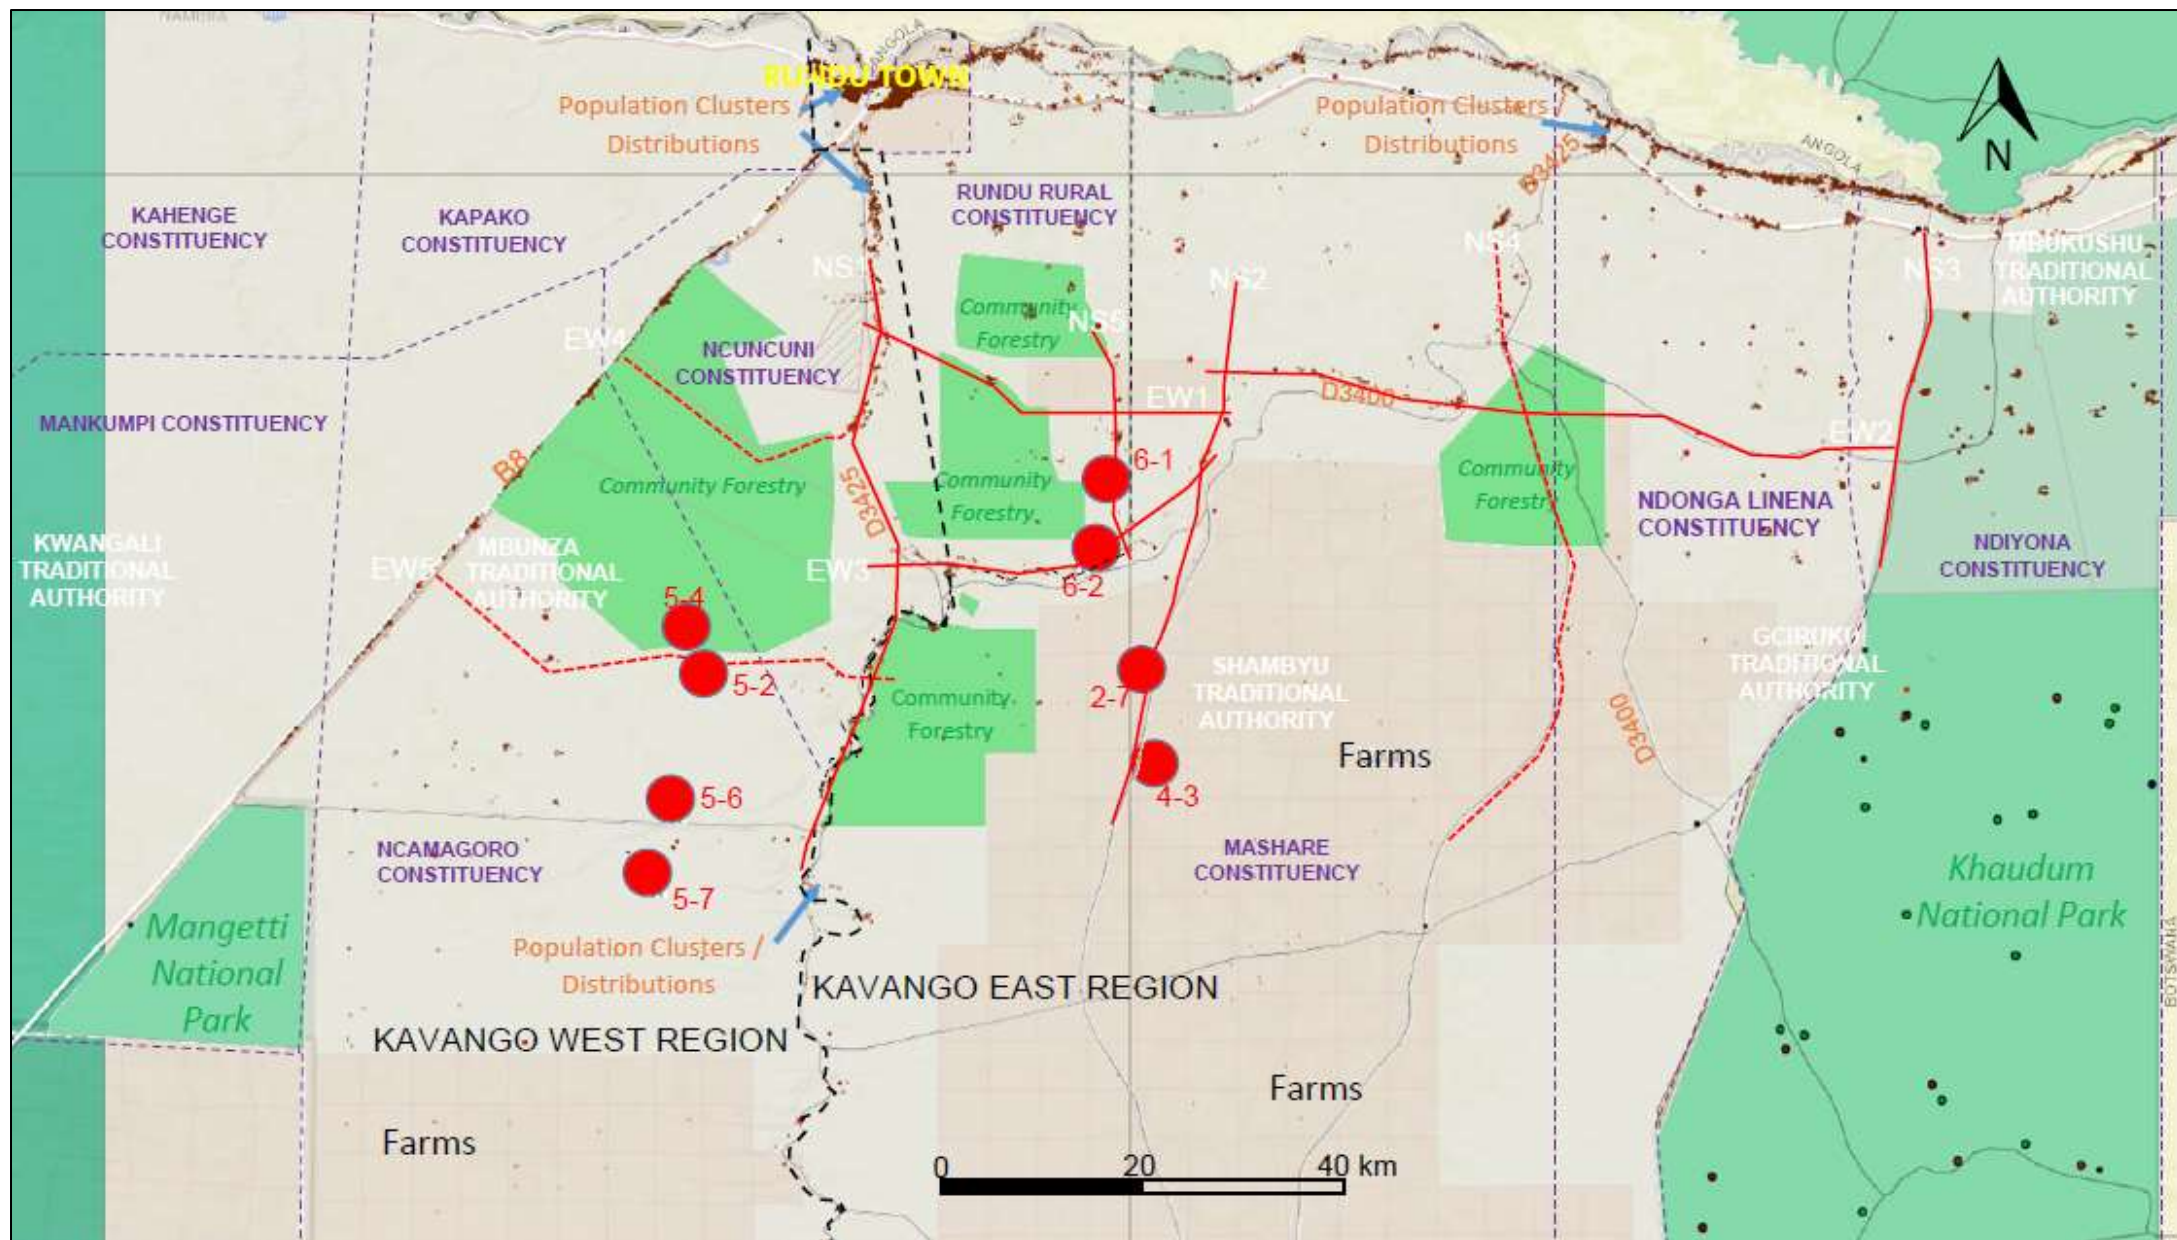 NAMIBIA
ANGOLA
RUNDU TOWN
Population Clusters
Distributions
Population Clusters
Distributions
D3425
ANGOLA
N
KAHENGE
CONSTITUENCY
KAPAKO
CONSTITUENCY
RUNDU RURAL
CONSTITUENCY
NS1
NS2
NS4
NS3
MBUKUSHU
TRADITIONAL
AUTHORITY
Community
Forestry
NS5
EW4
NCUNCUNI
CONSTITUENCY
EW1
D3400
MANKUMPI CONSTITUENCY
EW2
B8
Community Forestry
D3425
Community
Forestry
6-1
Community
Forestry
NDONGA LINENA
CONSTITUENCY
KWANGALI
TRADITIONAL
AUTHORITY
EW5
MBUNZA
TRADITIONAL
AUTHORITY
EW3
6-2
NDIYONA
CONSTITUENCY
5-4
5-2
2-7
SHAMBYU
TRADITIONAL
AUTHORITY
GCIRUKU
TRADITIONAL
AUTHORITY
Community
Forestry
D3400
Farms
5-6
4-3
NCAMAGORO
CONSTITUENCY
5-7
MASHARE
CONSTITUENCY
Khaudum
National Park
Mangetti
National
Park
Population Clusters /
Distributions
BOTSWANA
KAVANGO EAST REGION
KAVANGO WEST REGION
Farms
Farms
0 20 40 km